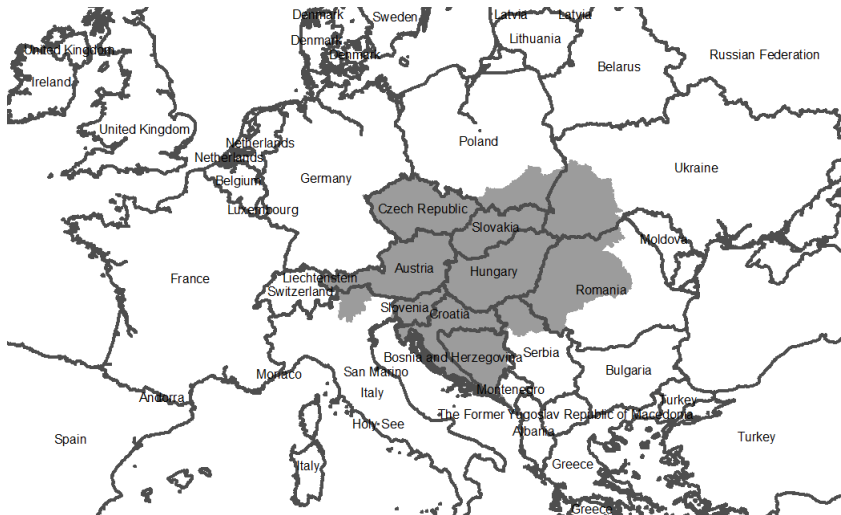 Denmark
Sweden
Latvia
Latvia
Denmark
Lithuania
United Kingdom
Denmark
Russian Federation
Belarus
Ireland
United Kingdom
Netherlands
Poland
Netherlands
Ukraine
Belgium
Germany
Luxembourg
Czech Republic
Slovakia
Moldova
Austria
Hungary
France
Liechtenstein
Switzerland
Romania
Slovenia
Croatia
Bosnia and Herzegovina
Serbia
Monaco
San Marino
Bulgaria
Andorra
Italy
Montenegro
Turkey
The Former Yugoslav Republic of Macedonia
Holy See
Albania
Spain
Turkey
Italy
Greece
Greece